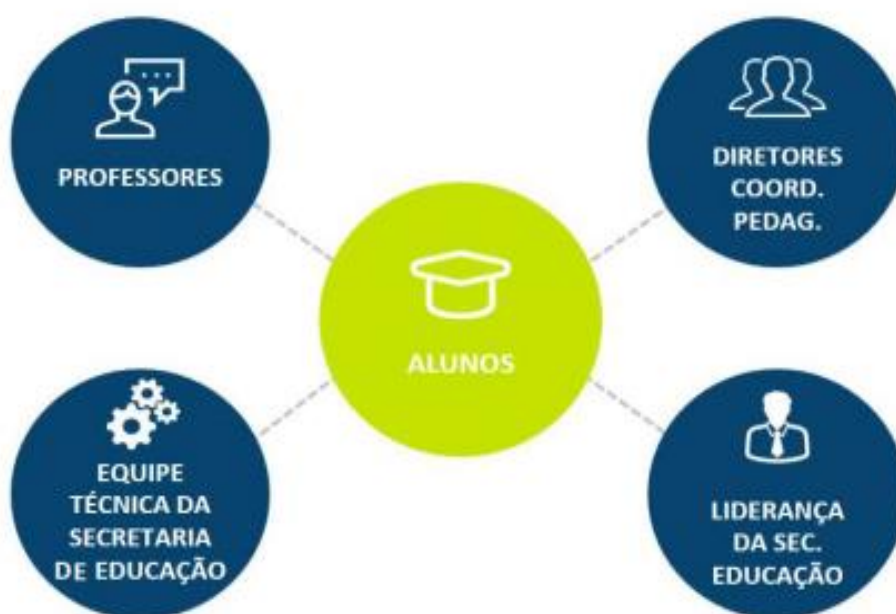 PROFESSORES
DIRETORES
COORD.
PEDAG.
ALUNOS
EQUIPE
TÉCNICA DA
SECRETARIA
DE EDUCAÇÃO
LIDERANÇA
DA SEC.
EDUCAÇÃO